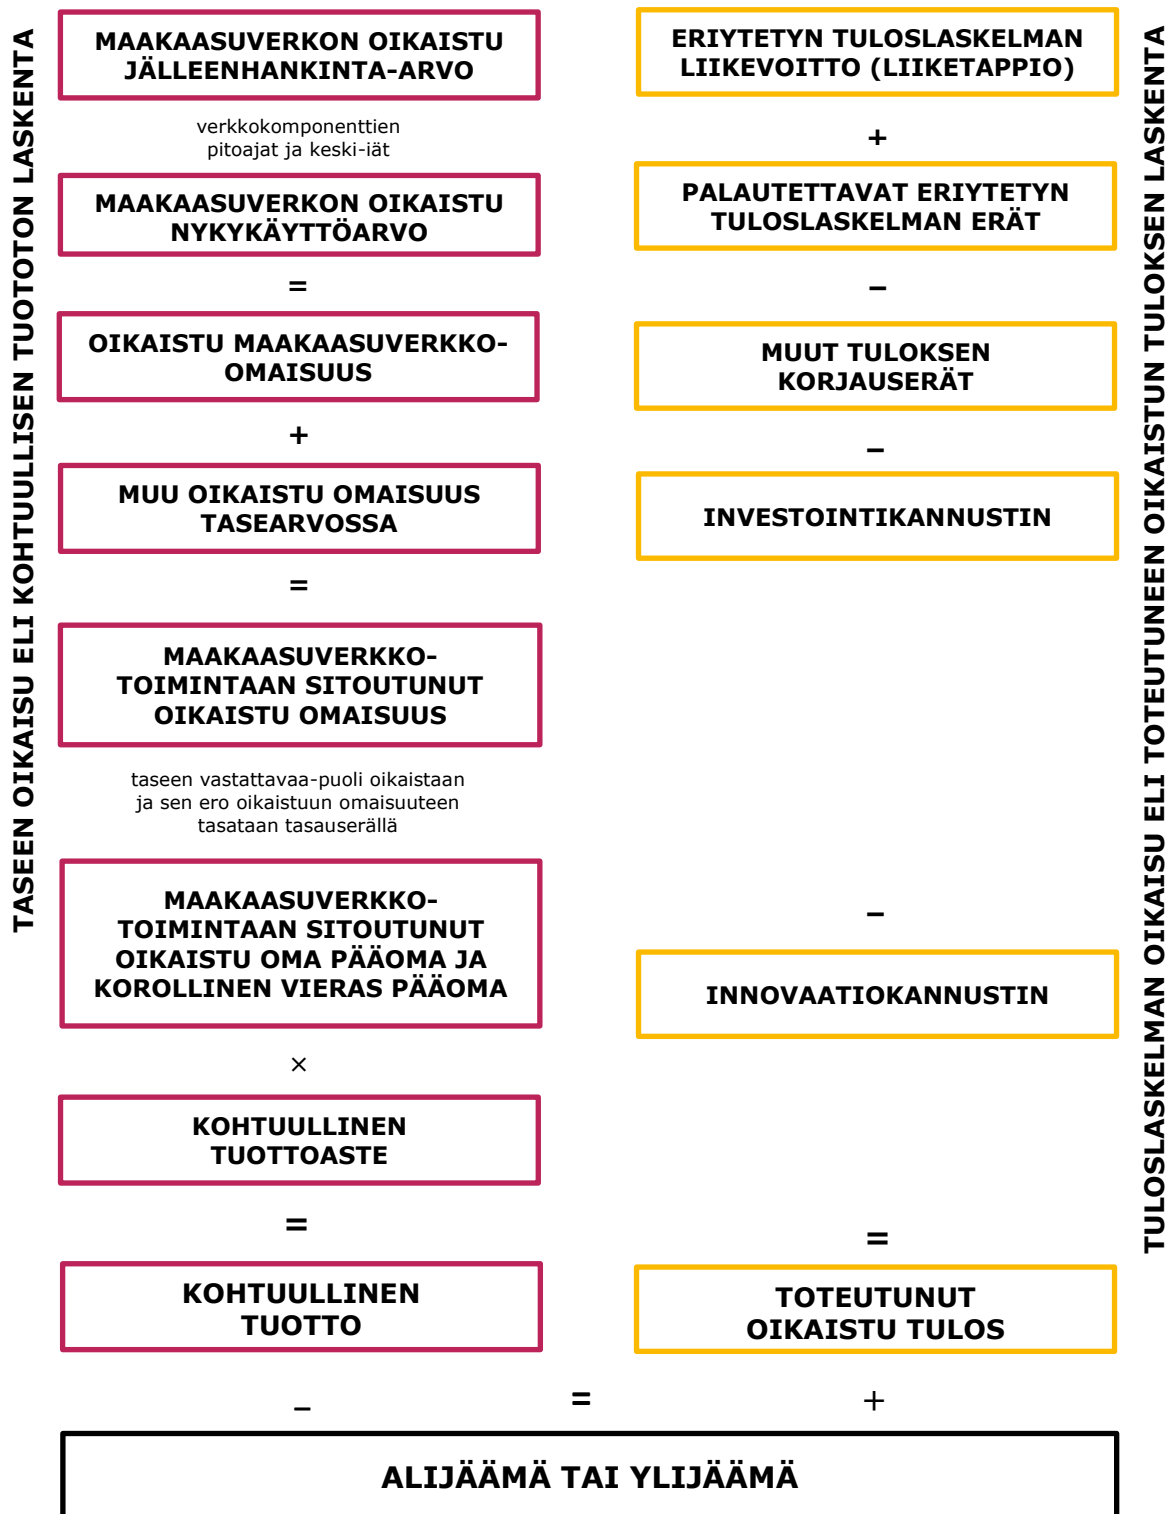 TASEEN OIKAISU ELI KOHTUULLISEN TUOTOTON LASKENTA
MAAKAASUVERKON OIKAISTU
JÄLLEENHANKINTA-ARVO
verkkokomponenttien
pitoajat ja keski-iät
MAAKAASUVERKON OIKAISTU
NYKYKÄYTTÖARVO
=
OIKAISTU MAAKAASUVERKKO-
OMAISUUS
+
MUU OIKAISTU OMAISUUS
TASEARVOSSA
=
MAAKAASUVERKKO-
TOIMINTAAN SITOUTUNUT
OIKAISTU OMAISUUS
taseen vastattavaa-puoli oikaistaan
ja sen ero oikaistuun omaisuuteen
tasataan tasauserällä
MAAKAASUVERKKO-
TOIMINTAAN SITOUTUNUT
OIKAISTU OMA PÄÄOMA JA
KOROLLINEN VIERAS PÄÄOMA
×
KOHTUULLINEN
TUOTTOASTE
=
KOHTUULLINEN
TUOTTO
ERIYTETYN TULOSLASKELMAN
LIIKEVOITTO (LIIKETAPPIO)
+
PALAUTETTAVAT ERIYTETYN
TULOSLASKELMAN ERÄT
–
MUUT TULOKSEN
KORJAUSERÄT
–
INVESTOINTIKANNUSTIN
–
INNOVAATIOKANNUSTIN
=
TOTEUTUNUT
OIKAISTU TULOS
TULOSLASKELMAN OIKAISU ELI TOTEUTUNEEN OIKAISTUN TULOKSEN LASKENTA
– = +
ALIJÄÄMÄ TAI YLIJÄÄMÄ